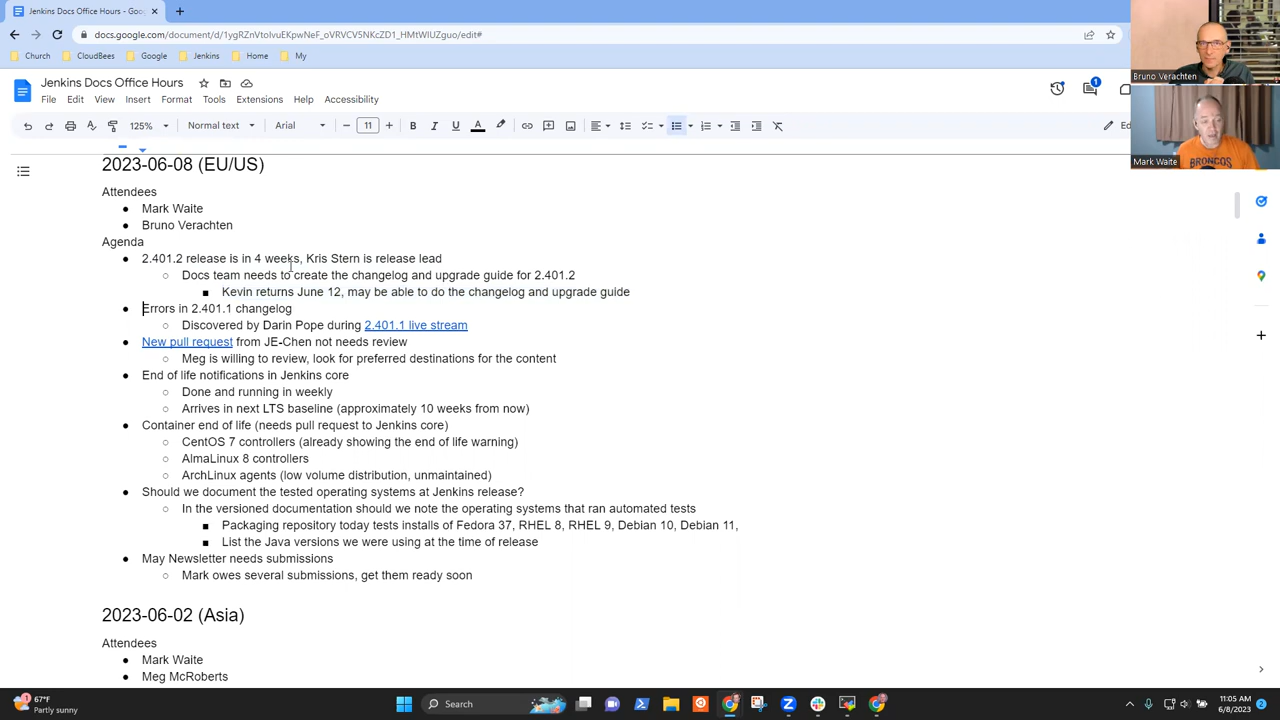 Jenkins Docs Office Hours - G
docs.google.com/document/d/1ygRZnVtoIvuEKpwNeF_oVRVCV5NKcZD1_HMtWIUZguo/edit#
Church CloudBees Google Jenkins Home My
Jenkins Docs Office Hours
File Edit View Insert Format Tools Extensions Help Accessibility
125% Normal text Arial 11
2023-06-08 (EU/US)
Attendees
Mark Waite
Bruno Verachten
Agenda
2.401.2 release is in 4 weeks, Kris Stern is release lead
Docs team needs to create the changelog and upgrade guide for 2.401.2
Kevin returns June 12, may be able to do the changelog and upgrade guide
Errors in 2.401.1 changelog
Discovered by Darin Pope during 2.401.1 live stream
New pull request from JE-Chen not needs review
Meg is willing to review, look for preferred destinations for the content
End of life notifications in Jenkins core
Done and running in weekly
Arrives in next LTS baseline (approximately 10 weeks from now)
Container end of life (needs pull request to Jenkins core)
CentOS 7 controllers (already showing the end of life warning)
AlmaLinux 8 controllers
ArchLinux agents (low volume distribution, unmaintained)
Should we document the tested operating systems at Jenkins release?
In the versioned documentation should we note the operating systems that ran automated tests
Packaging repository today tests installs of Fedora 37, RHEL 8, RHEL 9, Debian 10, Debian 11,
List the Java versions we were using at the time of release
May Newsletter needs submissions
Mark owes several submissions, get them ready soon
2023-06-02 (Asia)
Attendees
Mark Waite
Meg McRoberts
Bruno Verachten
Mark Waite
BRONCOS
67°F
Partly sunny
Search
11:05 AM
6/8/2023